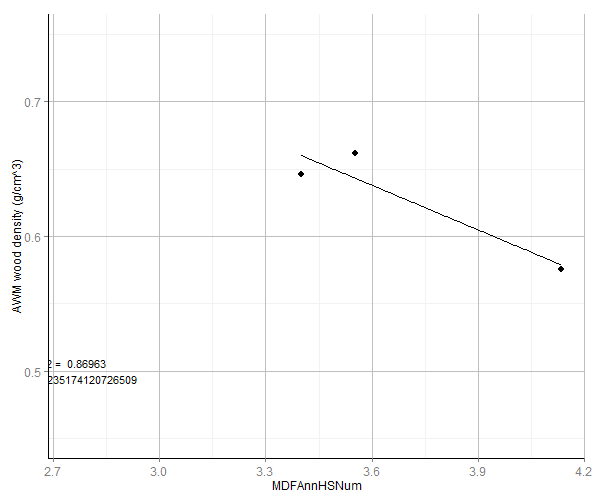 0.7
0.6
0.5
AWM wood density (g/cm^3)
2 = 0.86963
235174120726509
2.7 3.0 3.3 3.6 3.9 4.2
MDFAnnHSNum